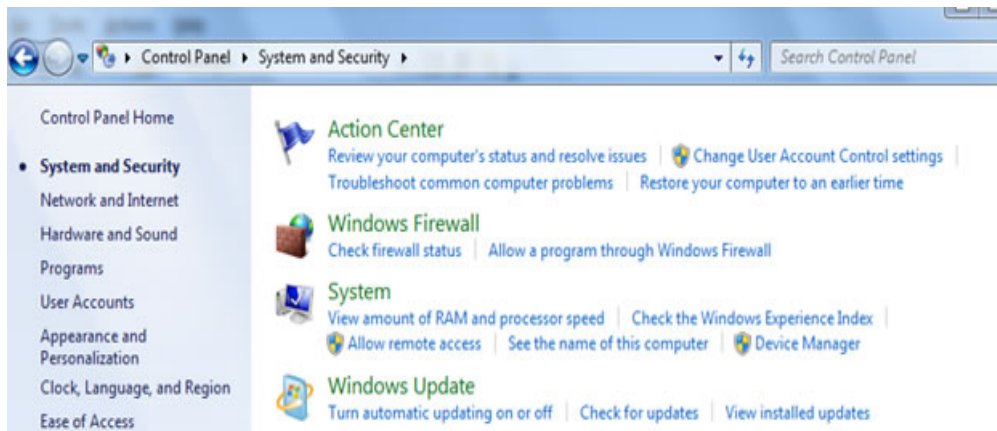 Control Panel ▸ System and Security ▸
Search Control Panel
Control Panel Home
System and Security
Network and Internet
Hardware and Sound
Programs
User Accounts
Appearance and
Personalization
Clock, Language, and Region
Ease of Access
Action Center
Review your computer's status and resolve issues | Change User Account Control settings
Troubleshoot common computer problems | Restore your computer to an earlier time
Windows Firewall
Check firewall status | Allow a program through Windows Firewall
System
View amount of RAM and processor speed | Check the Windows Experience Index
Allow remote access | See the name of this computer | Device Manager
Windows Update
Turn automatic updating on or off | Check for updates | View installed updates